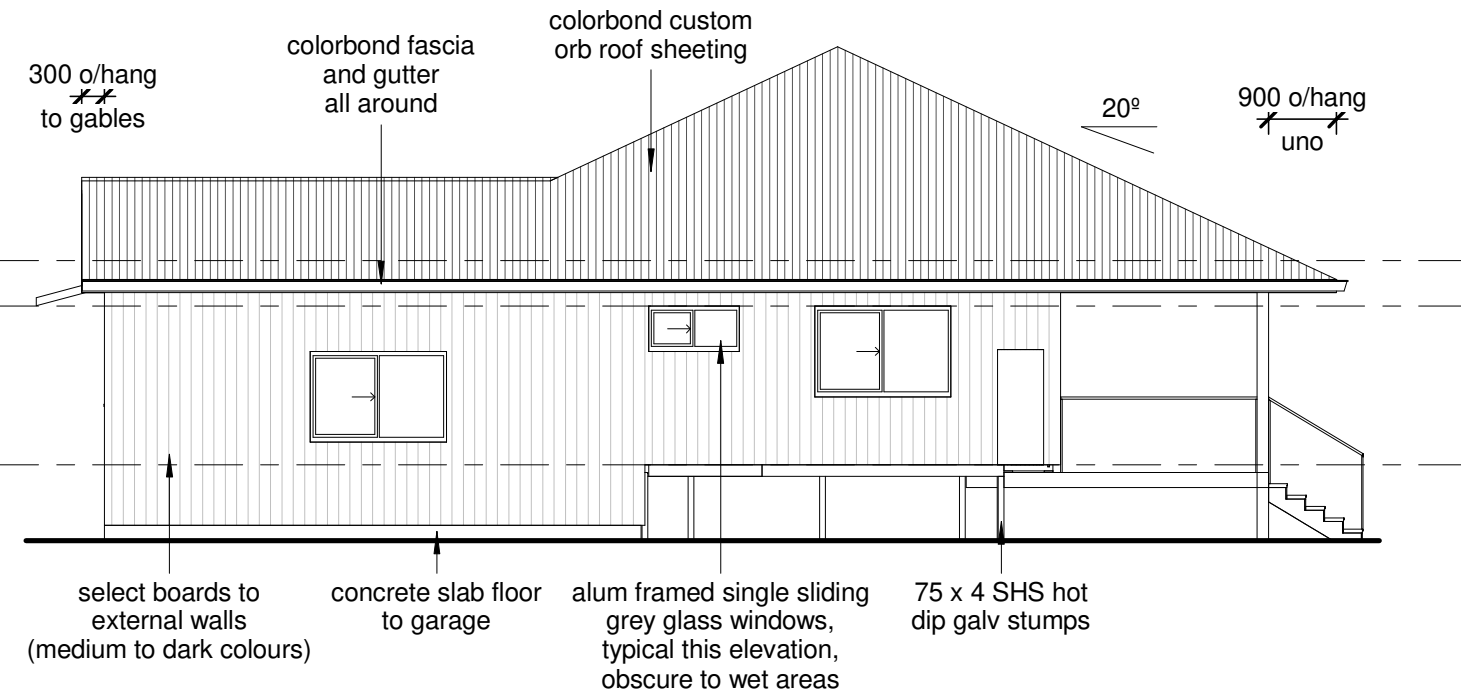 colorbond custom
orb roof sheeting
colorbond fascia
and gutter
all around
300 o/hang
to gables
20º
900 o/hang
uno
select boards to
external walls
(medium to dark colours)
concrete slab floor
to garage
alum framed single sliding
grey glass windows,
typical this elevation,
obscure to wet areas
75 x 4 SHS hot
dip galv stumps